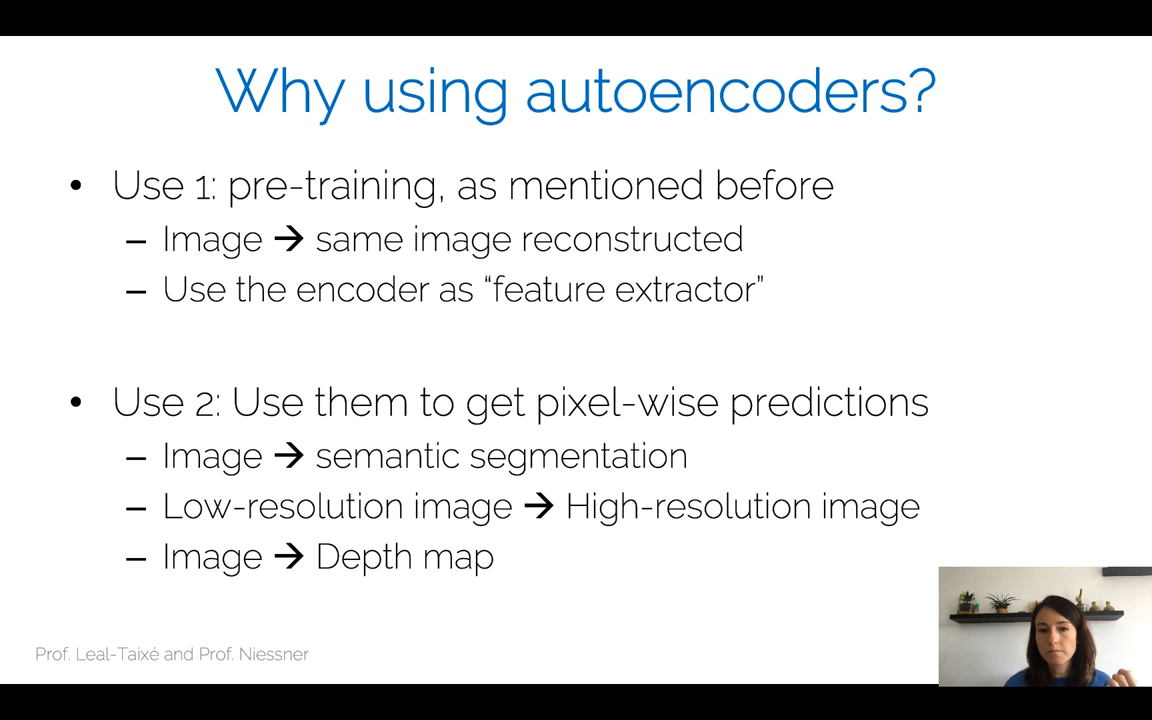 Why using autoencoders?
• Use 1: pre-training, as mentioned before
– Image → same image reconstructed
– Use the encoder as “feature extractor”
• Use 2: Use them to get pixel-wise predictions
– Image → semantic segmentation
– Low-resolution image → High-resolution image
– Image → Depth map
Prof. Leal-Taixé and Prof. Niessner